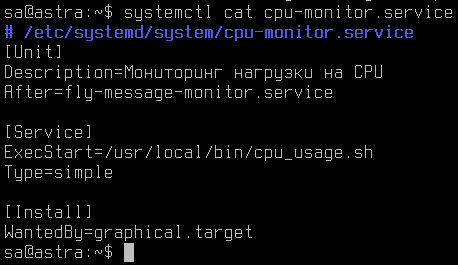 sa@astra:~$ systemctl cat cpu-monitor.service
# /etc/systemd/system/cpu-monitor.service
[Unit]
Description=Мониторинг нагрузки на CPU
After=fly-message-monitor.service

[Service]
ExecStart=/usr/local/bin/cpu_usage.sh
Type=simple

[Install]
WantedBy=graphical.target
sa@astra:~$